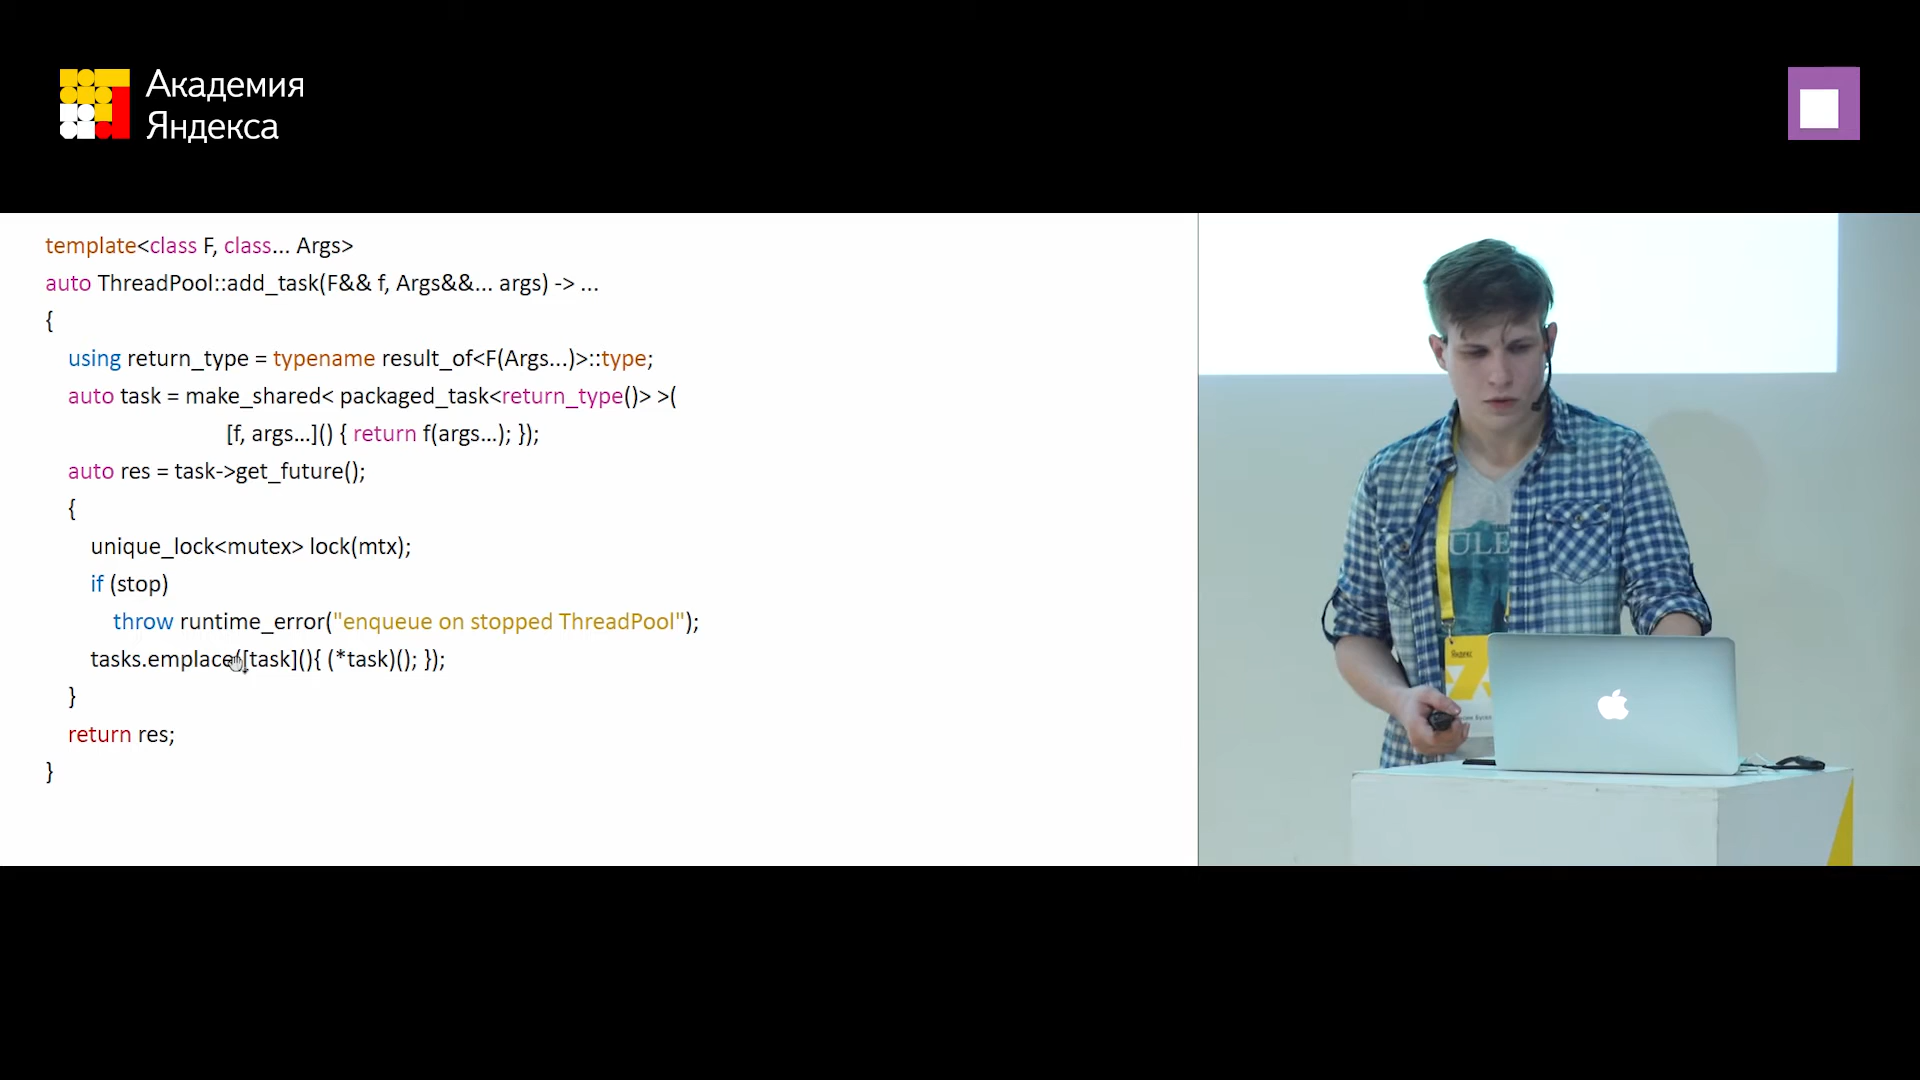 Академия
Яндекса
template<class F, class... Args>
auto ThreadPool::add_task(F&& f, Args&&... args) -> ...
{
using return_type = typename result_of<F(Args...)>::type;
auto task = make_shared< packaged_task<return_type()> >(
[f, args...]() { return f(args...); });
auto res = task->get_future();
{
unique_lock<mutex> lock(mtx);
if (stop)
throw runtime_error("enqueue on stopped ThreadPool");
tasks.emplace([task](){ (*task)(); });
}
return res;
}
ULE
Яндекс